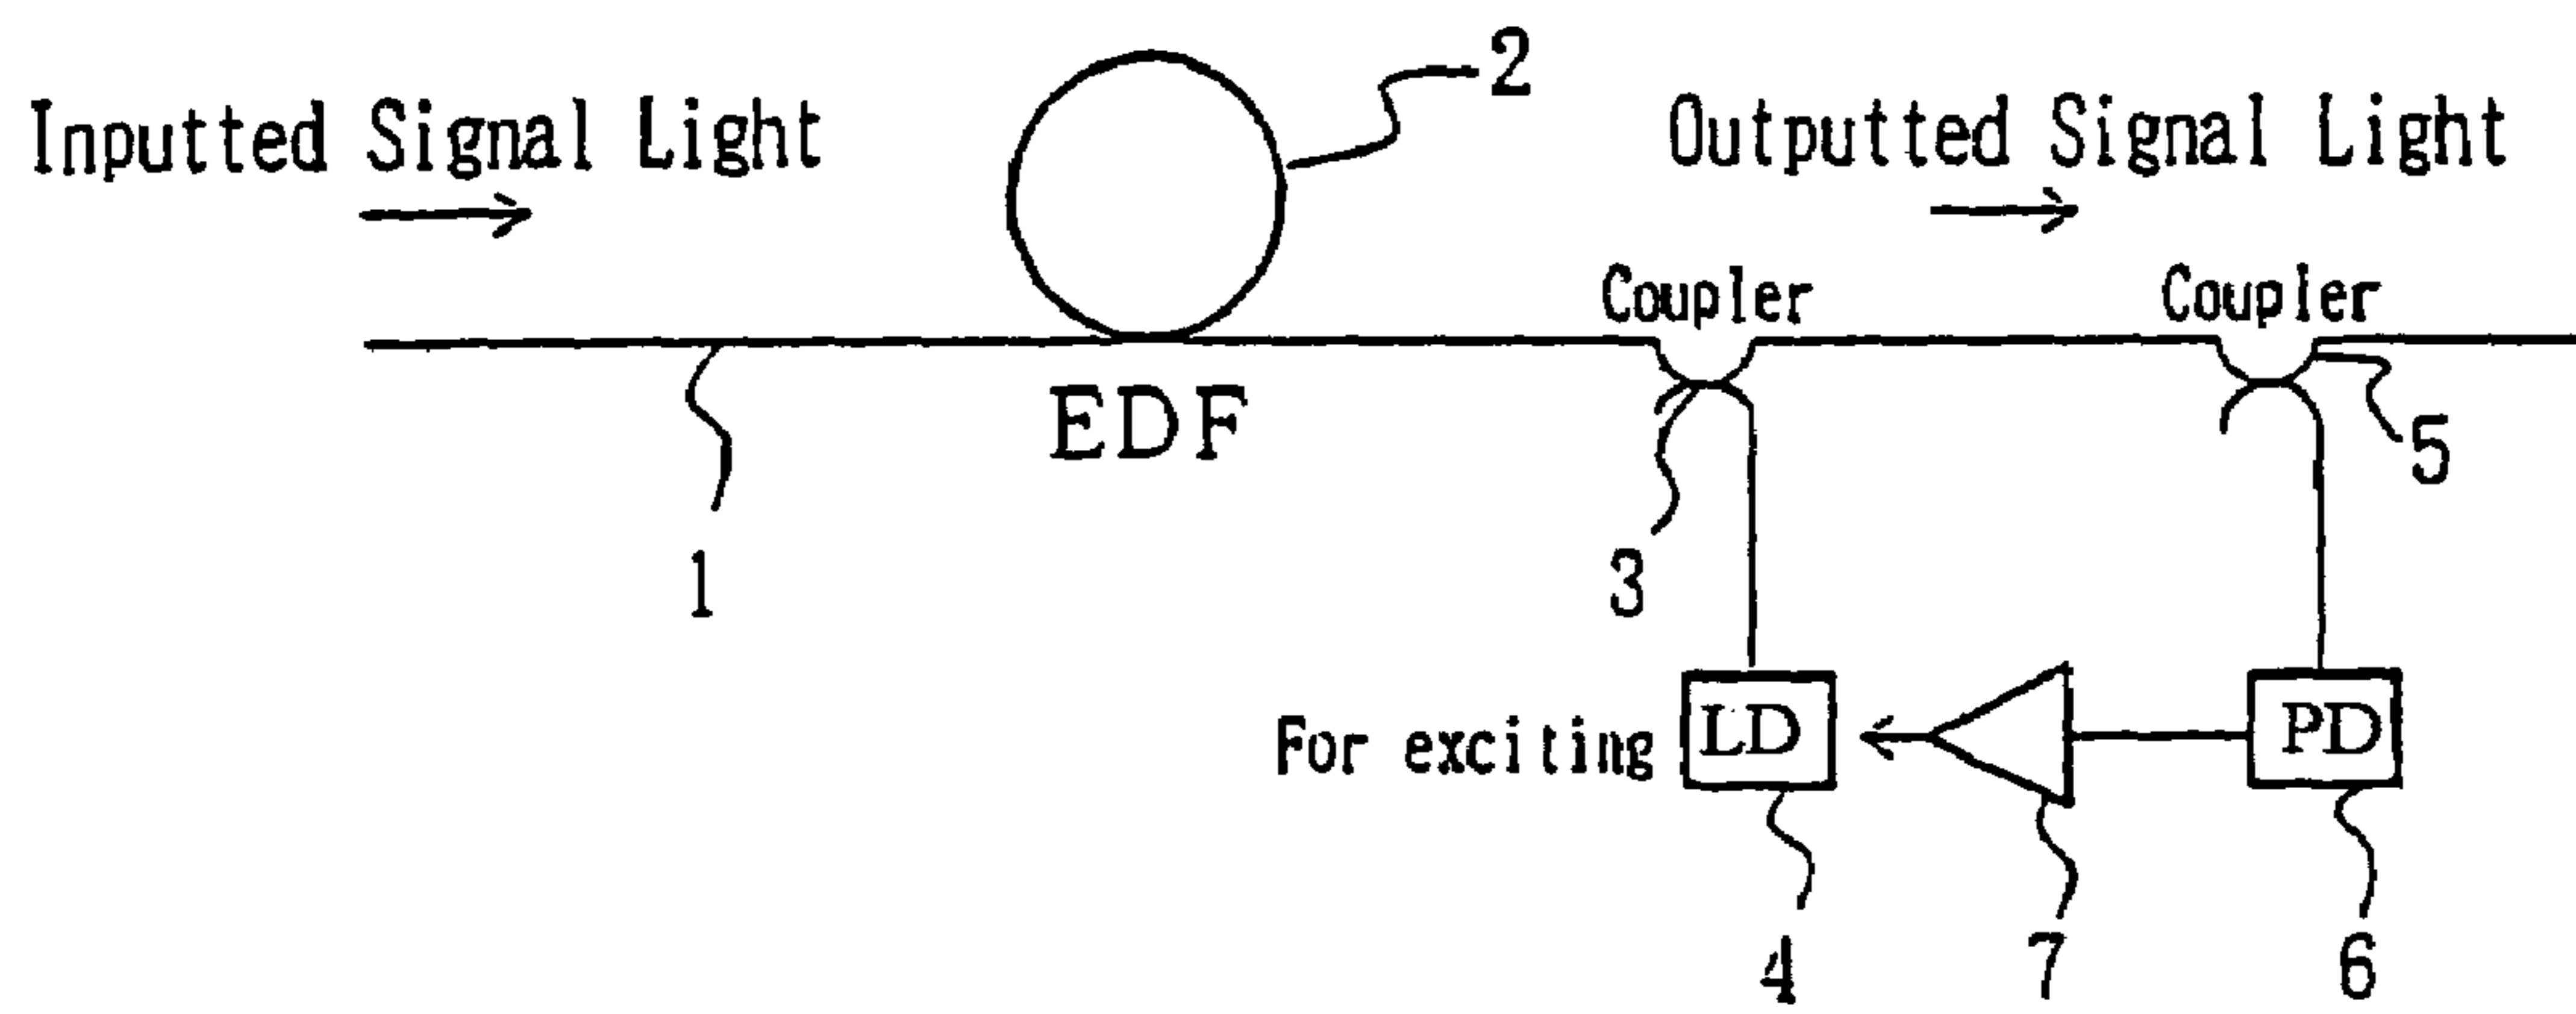 2
Inputted Signal Light
Outputted Signal Light
Coupler
Coupler
EDF
5
1
3
For exciting
LD
PD
4
7
6